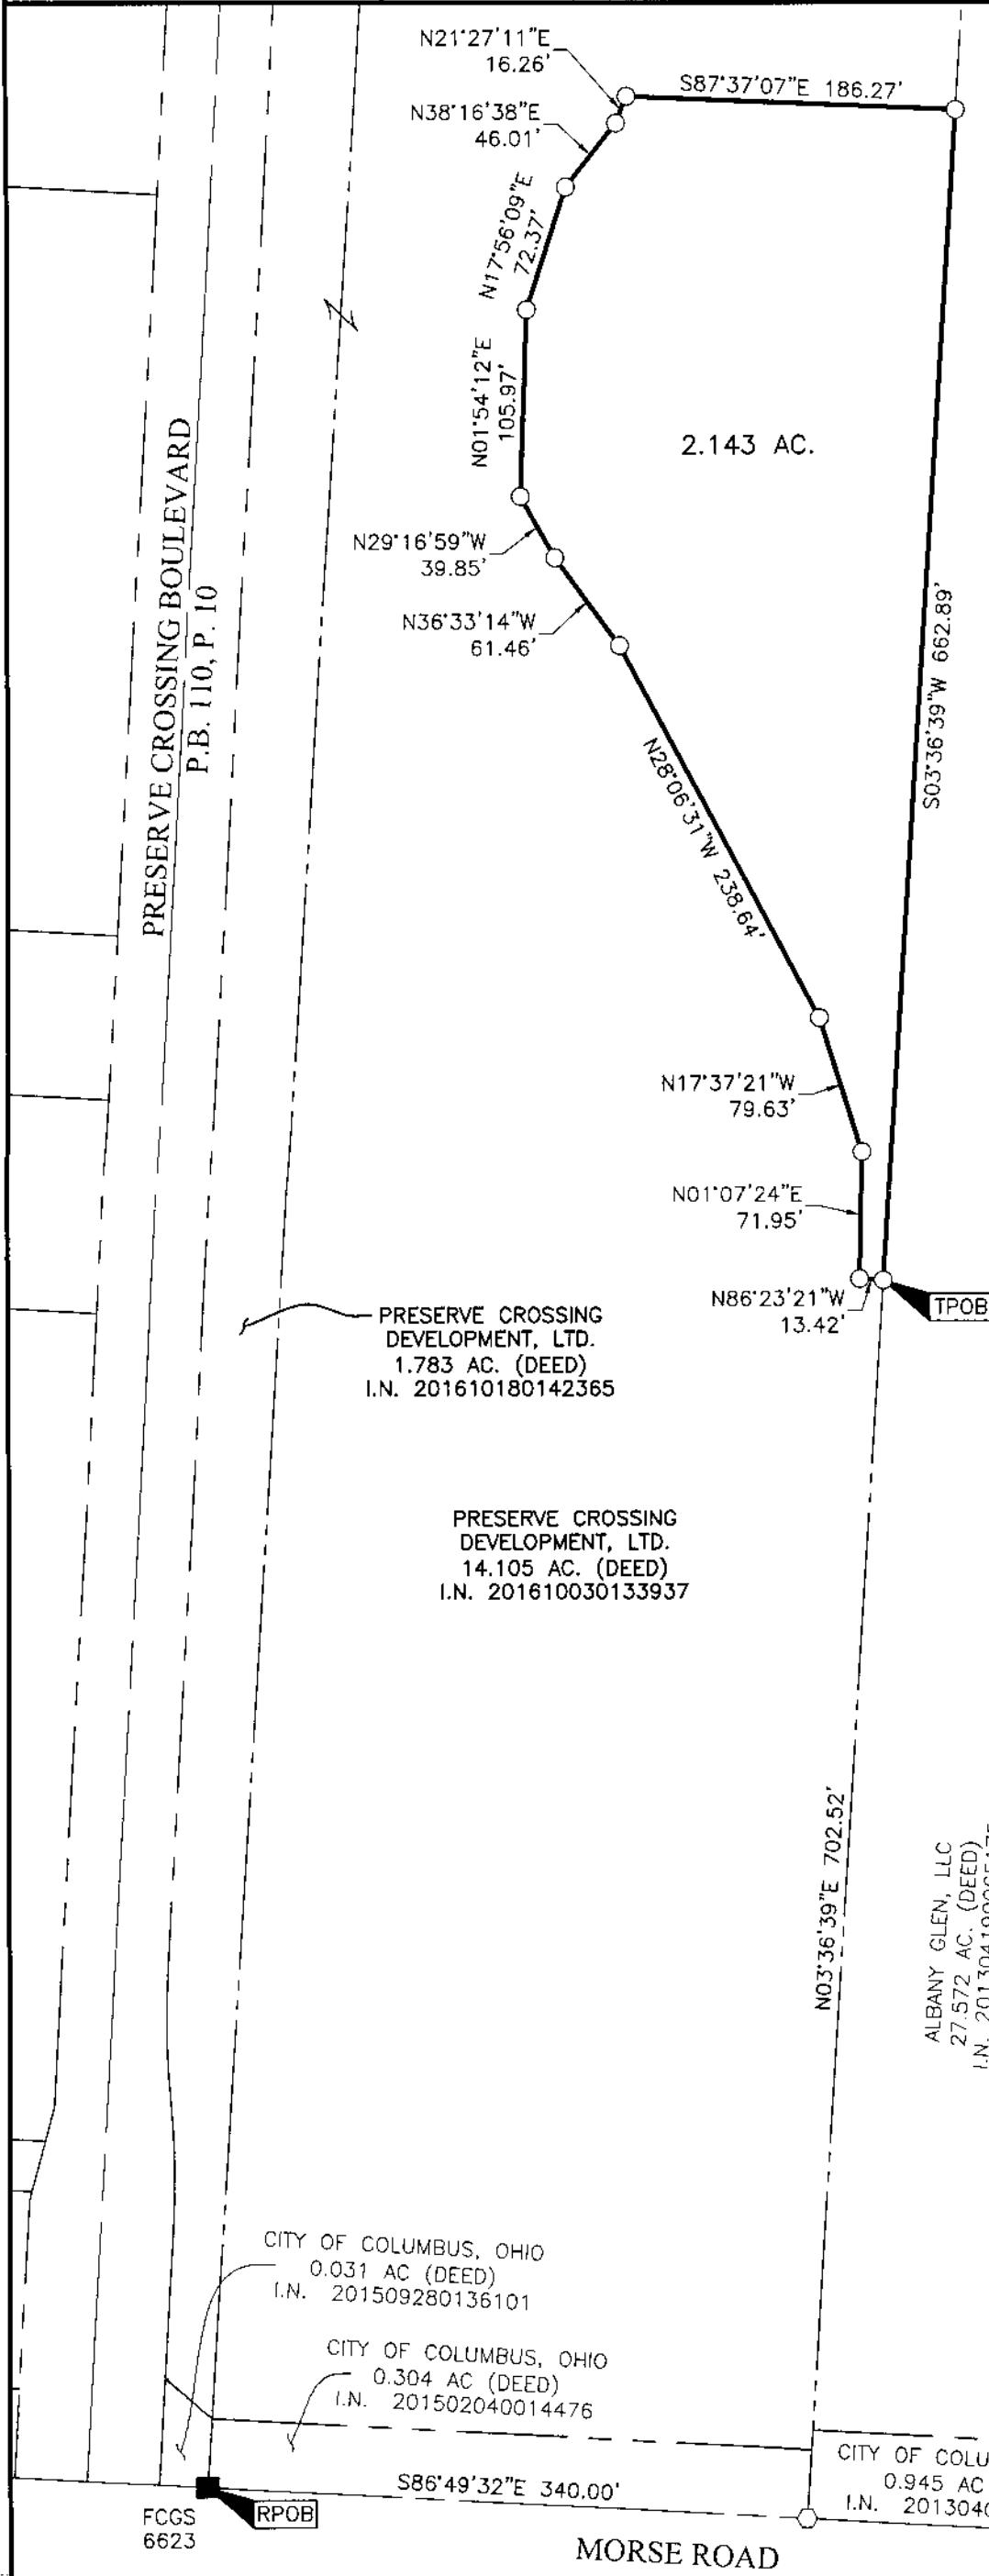 N21°27'11"E
16.26'
S87°37'07"E 186.27'
N38°16'38"E
46.01'
N17°56'09"E
72.37'
N01°54'12"E
105.97'
2.143 AC.
PRESERVE CROSSING BOULEVARD
P.B. 110, P. 10
N29°16'59"W
39.85'
N36°33'14"W
61.46'
S03°36'39"W 662.89'
N28°06'31"W 238.64'
N17°37'21"W
79.63'
N01°07'24"E
71.95'
N86°23'21"W
13.42'
TPOB
PRESERVE CROSSING
DEVELOPMENT, LTD.
1.783 AC. (DEED)
I.N. 201610180142365
PRESERVE CROSSING
DEVELOPMENT, LTD.
14.105 AC. (DEED)
I.N. 201610030133937
N03°36'39"E 702.52'
ALBANY GLEN, LLC
27.572 AC. (DEED)
I.N.
CITY OF COLUMBUS, OHIO
0.031 AC (DEED)
I.N. 201509280136101
CITY OF COLUMBUS, OHIO
0.304 AC (DEED)
I.N. 201502040014476
CITY OF COLU
0.945 AC
I.N. 2013040
S86°49'32"E 340.00'
FCGS
6623
RPOB
MORSE ROAD